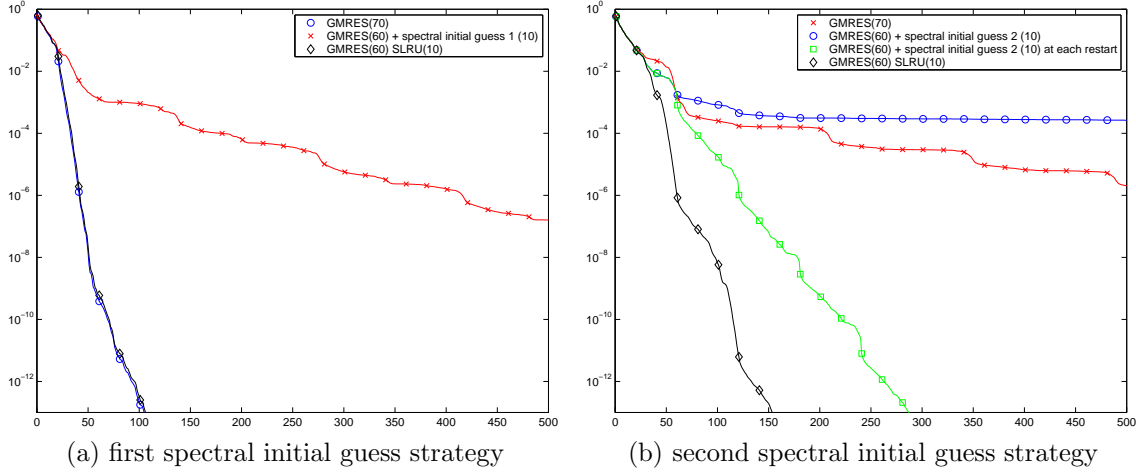 GMRES(70)
GMRES(60) + spectral initial guess 1 (10)
GMRES(60) SLRU(10)
10^0
10^-2
10^-4
10^-6
10^-8
10^-10
10^-12
0 50 100 150 200 250 300 350 400 450 500
(a) first spectral initial guess strategy
GMRES(70)
GMRES(60) + spectral initial guess 2 (10)
GMRES(60) + spectral initial guess 2 (10) at each restart
GMRES(60) SLRU(10)
10^0
10^-2
10^-4
10^-6
10^-8
10^-10
10^-12
0 50 100 150 200 250 300 350 400 450 500
(b) second spectral initial guess strategy